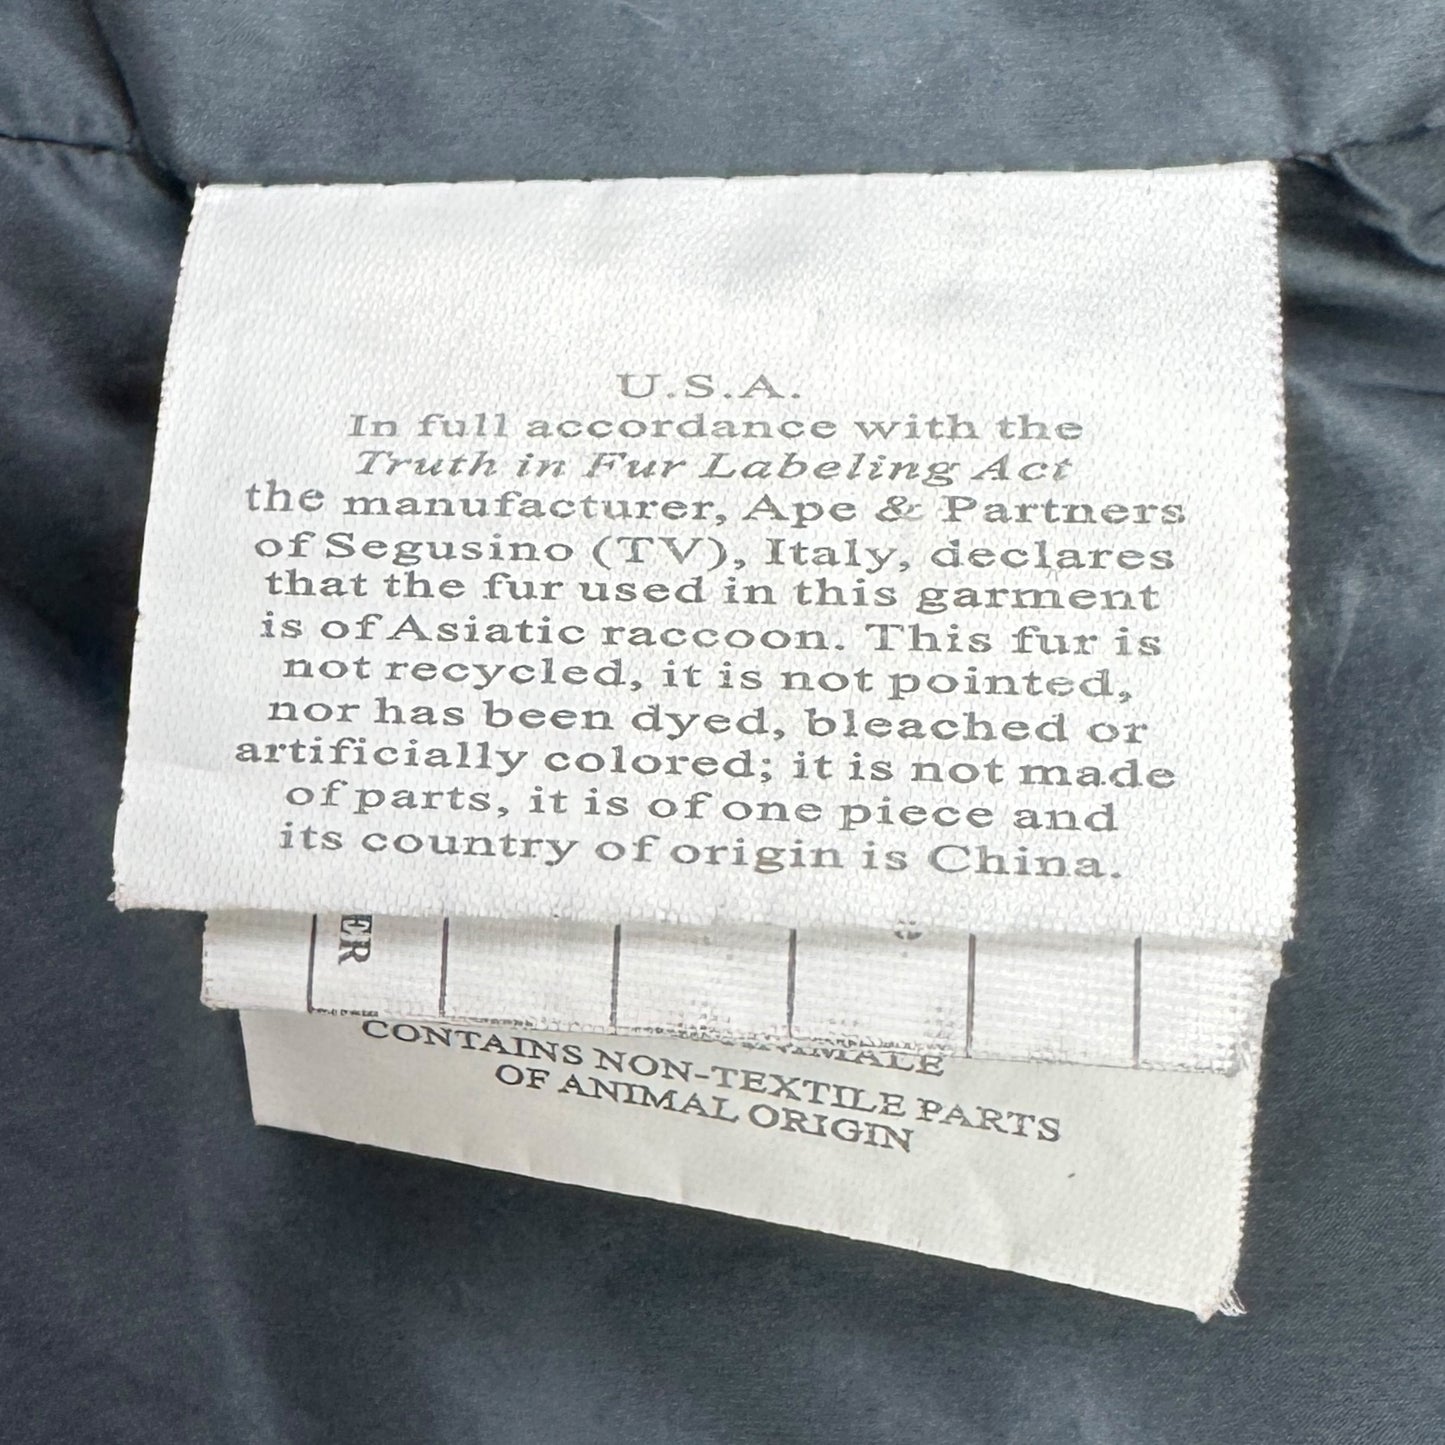 U.S.A.
In full accordance with the
Truth in Fur Labeling Act
the manufacturer, Ape & Partners
of Segusino (TV), Italy, declares
that the fur used in this garment
is of Asiatic raccoon. This fur is
not recycled, it is not pointed,
nor has been dyed, bleached or
artificially colored; it is not made
of parts, it is of one piece and
its country of origin is China.
CONTAINS NON-TEXTILE PARTS
OF ANIMAL ORIGIN